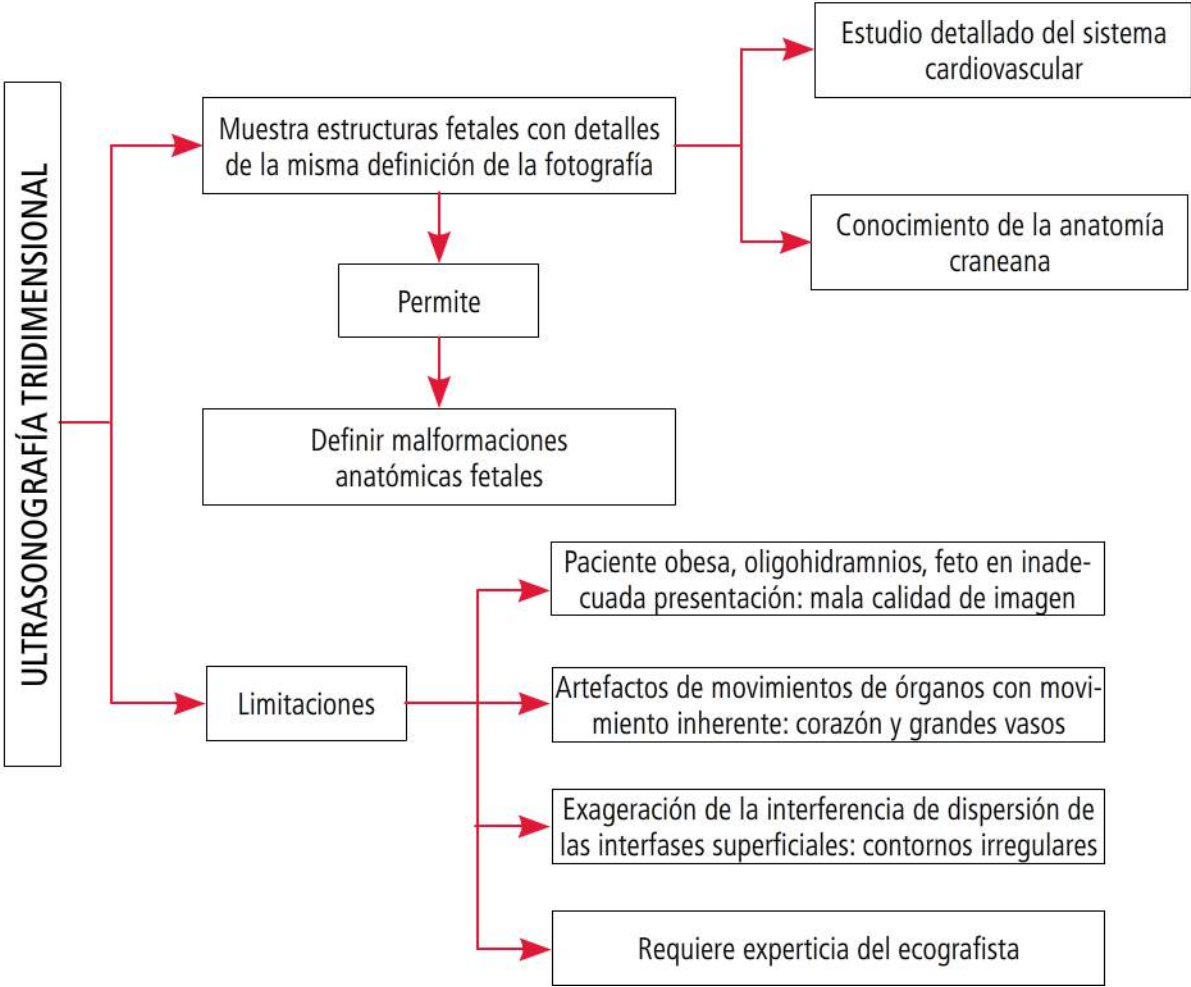 ULTRASONOGRAFÍA TRIDIMENSIONAL
Muestra estructuras fetales con detalles
de la misma definición de la fotografía
Estudio detallado del sistema
cardiovascular
Conocimiento de la anatomía
craneana
Permite
Definir malformaciones
anatómicas fetales
Limitaciones
Paciente obesa, oligohidramnios, feto en inade-
cuada presentación: mala calidad de imagen
Artefactos de movimientos de órganos con movi-
miento inherente: corazón y grandes vasos
Exageración de la interferencia de dispersión de
las interfases superficiales: contornos irregulares
Requiere experticia del ecografista